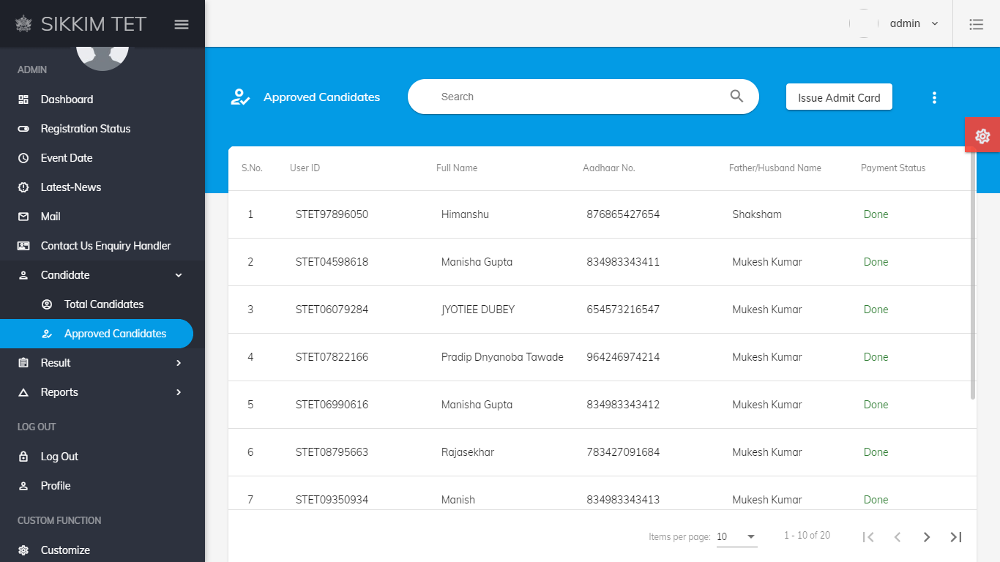 SIKKIM TET
admin
ADMIN
Dashboard
Registration Status
Event Date
Latest-News
Mail
Contact Us Enquiry Handler
Candidate
Total Candidates
Approved Candidates
Result
Reports
LOG OUT
Log Out
Profile
CUSTOM FUNCTION
Customize
Approved Candidates
Search
Issue Admit Card
S.No. User ID Full Name Aadhaar No. Father/Husband Name Payment Status
1 STET97896050 Himanshu 876865427654 Shaksham Done
2 STET04598618 Manisha Gupta 834983343411 Mukesh Kumar Done
3 STET06079284 JYOTIEE DUBEY 654573216547 Mukesh Kumar Done
4 STET07822166 Pradip Dnyanoba Tawade 964246974214 Mukesh Kumar Done
5 STET06990616 Manisha Gupta 834983343412 Mukesh Kumar Done
6 STET08795663 Rajasekhar 783427091684 Mukesh Kumar Done
7 STET09350934 Manish 834983343413 Mukesh Kumar Done
Items per page: 10 1 - 10 of 20